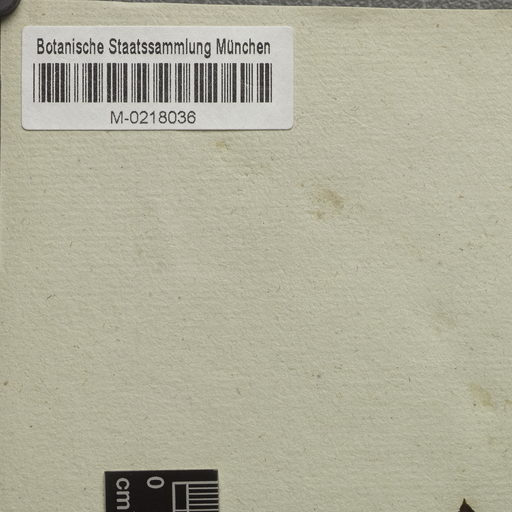 Botanische Staatssammlung München
M-0218036
0
cm